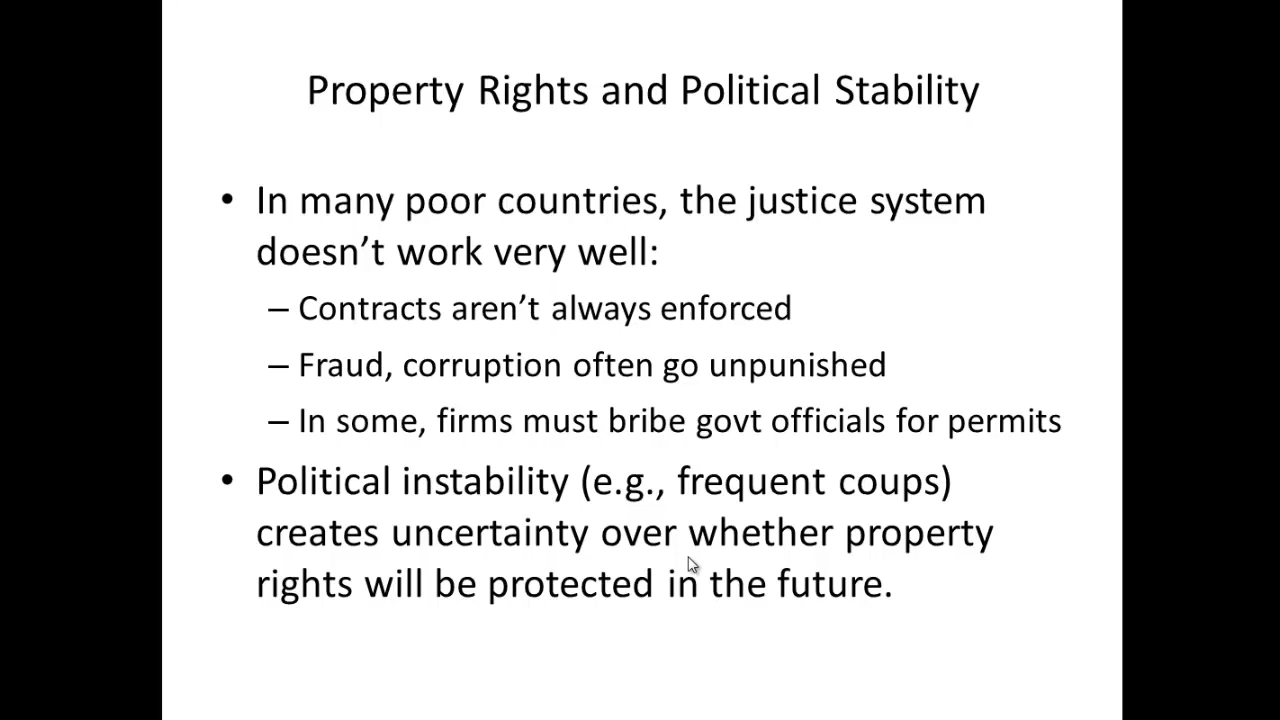 Property Rights and Political Stability
• In many poor countries, the justice system
doesn’t work very well:
– Contracts aren’t always enforced
– Fraud, corruption often go unpunished
– In some, firms must bribe govt officials for permits
• Political instability (e.g., frequent coups)
creates uncertainty over whether property
rights will be protected in the future.